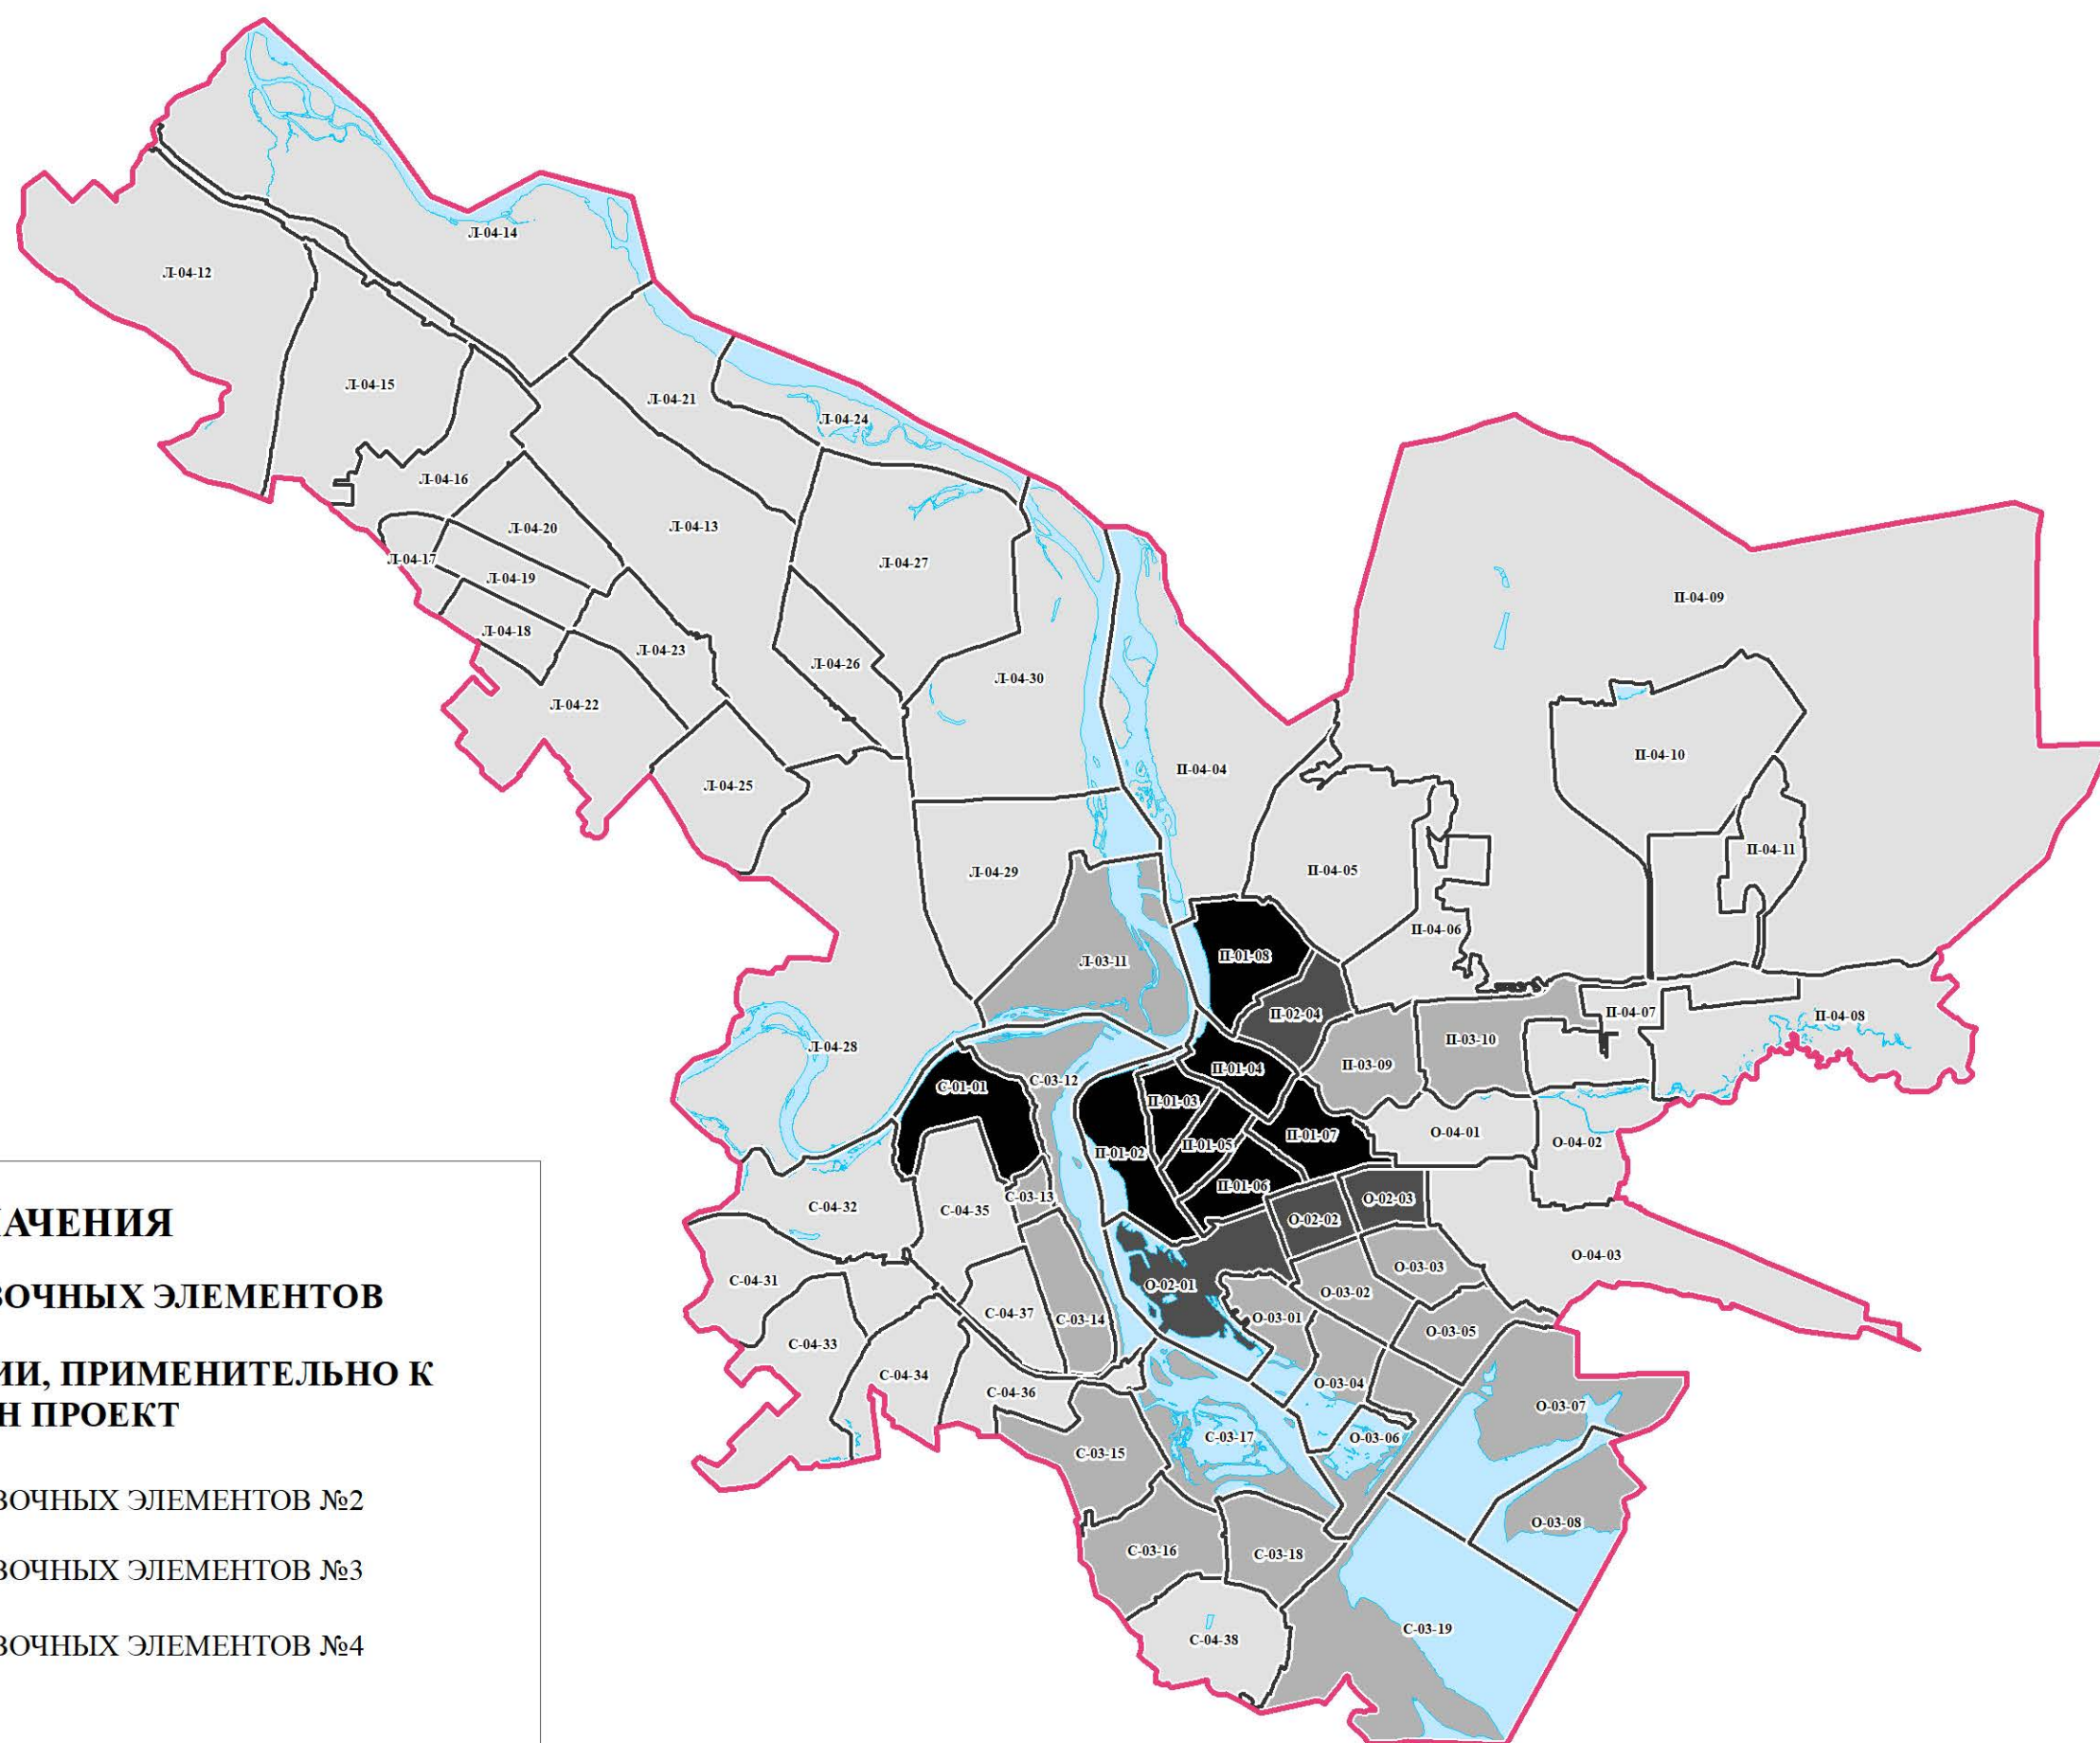 Л-04-14
Л-04-12
Л-04-15
Л-04-21
Л-04-24
Л-04-16
Л-04-20
Л-04-13
Л-04-17
Л-04-27
Л-04-19
П-04-09
Л-04-18
Л-04-23
Л-04-26
Л-04-30
Л-04-22
П-04-10
П-04-04
Л-04-25
П-04-11
Л-04-29
П-04-05
П-04-06
П-01-08
Л-03-11
П-02-04
П-04-07
П-04-08
Л-04-28
П-03-10
П-01-04
П-03-09
С-03-12
С-01-01
П-01-03
П-01-07
О-04-01
О-04-02
П-01-05
П-01-02
П-01-06
С-03-13
О-02-03
С-04-32
С-04-35
О-02-02
О-04-03
О-03-03
С-04-31
О-02-01
О-03-02
С-04-37
С-03-14
О-03-01
О-03-05
С-04-33
С-04-34
О-03-04
С-04-36
О-03-07
С-03-17
О-03-06
С-03-15
О-03-08
С-03-16
С-03-18
С-03-19
С-04-38
АЧЕНИЯ
ВОЧНЫХ ЭЛЕМЕНТОВ
ИИ, ПРИМЕНИТЕЛЬНО К
Н ПРОЕКТ
ВОЧНЫХ ЭЛЕМЕНТОВ №2
ВОЧНЫХ ЭЛЕМЕНТОВ №3
ВОЧНЫХ ЭЛЕМЕНТОВ №4